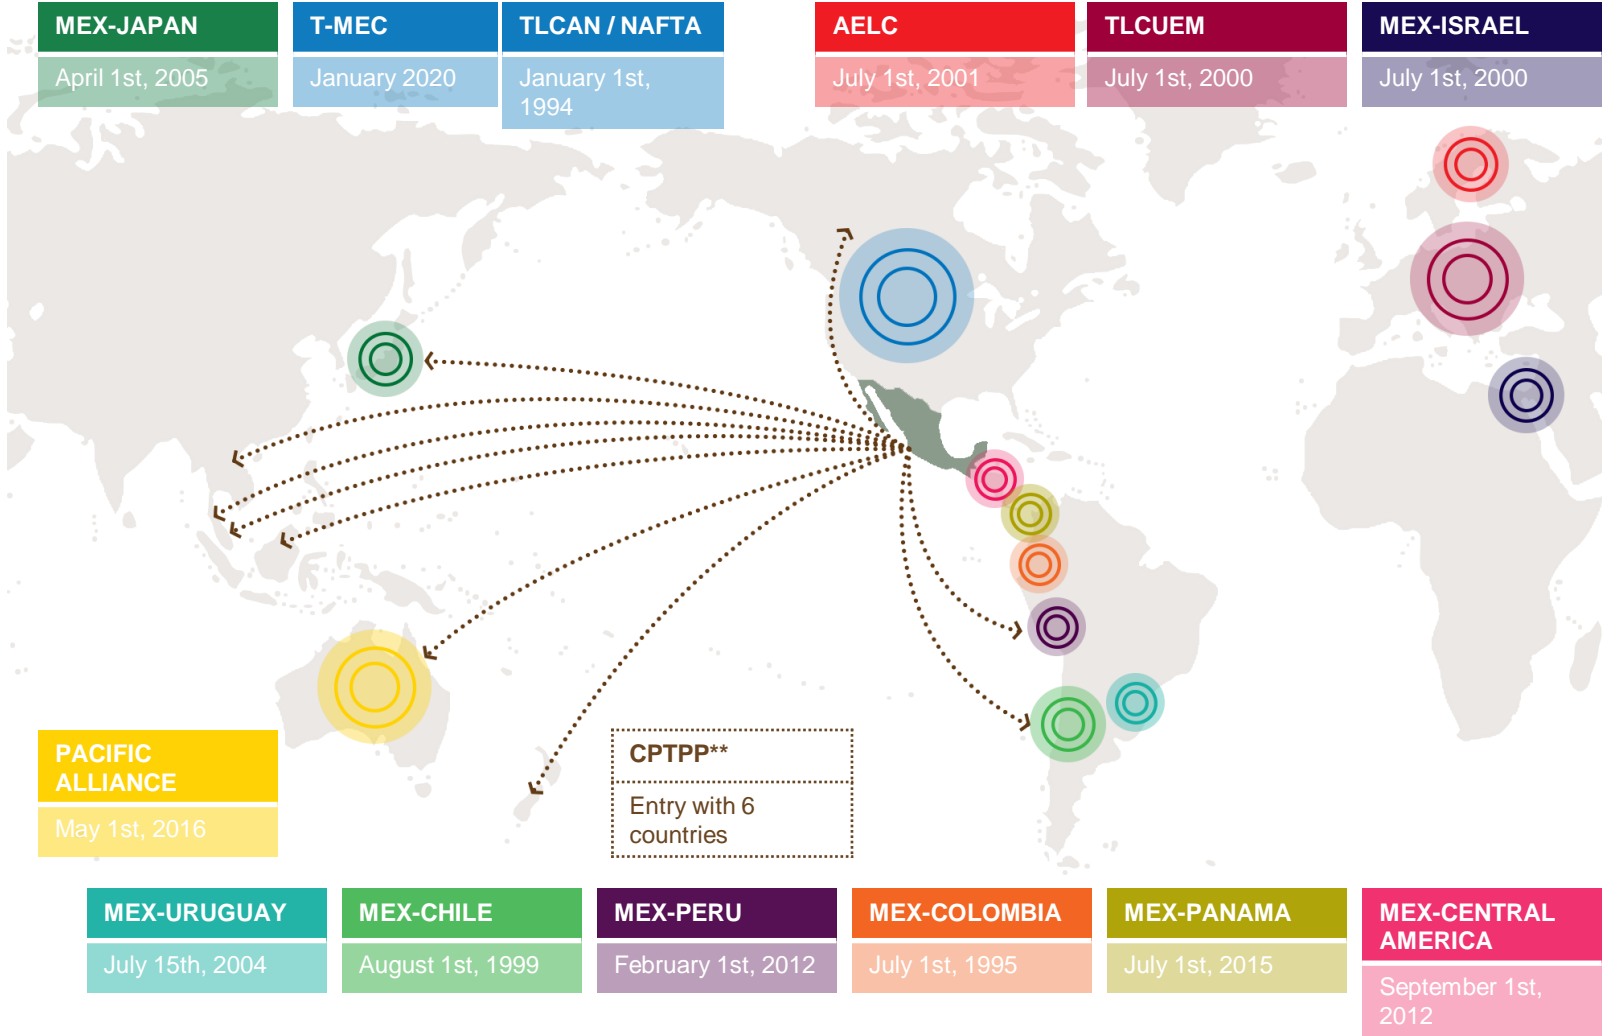 MEX-JAPAN
April 1st, 2005
T-MEC
January 2020
TLCAN / NAFTA
January 1st,
1994
AELC
July 1st, 2001
TLCUEM
July 1st, 2000
MEX-ISRAEL
July 1st, 2000
PACIFIC
ALLIANCE
May 1st, 2016
CPTPP**
Entry with 6
countries
MEX-URUGUAY
July 15th, 2004
MEX-CHILE
August 1st, 1999
MEX-PERU
February 1st, 2012
MEX-COLOMBIA
July 1st, 1995
MEX-PANAMA
July 1st, 2015
MEX-CENTRAL
AMERICA
September 1st,
2012